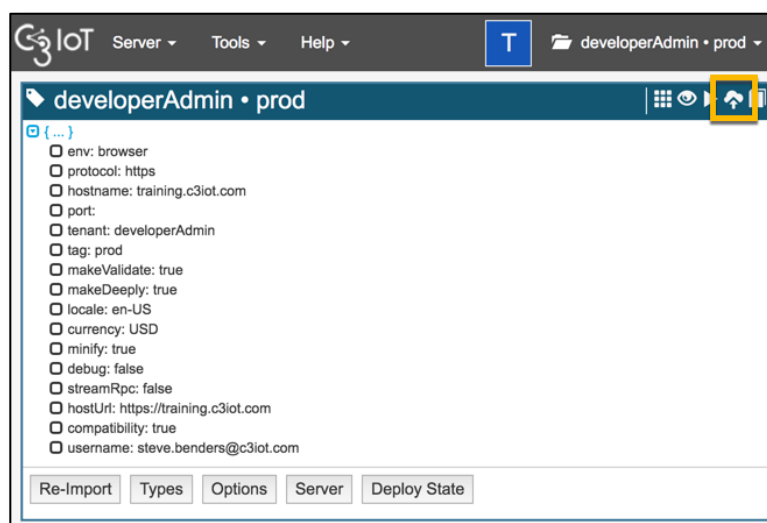 C3 IoT Server Tools Help T developerAdmin • prod
developerAdmin • prod
{ ... }
env: browser
protocol: https
hostname: training.c3iot.com
port:
tenant: developerAdmin
tag: prod
makeValidate: true
makeDeeply: true
locale: en-US
currency: USD
minify: true
debug: false
streamRpc: false
hostUrl: https://training.c3iot.com
compatibility: true
username: steve.benders@c3iot.com
Re-Import Types Options Server Deploy State